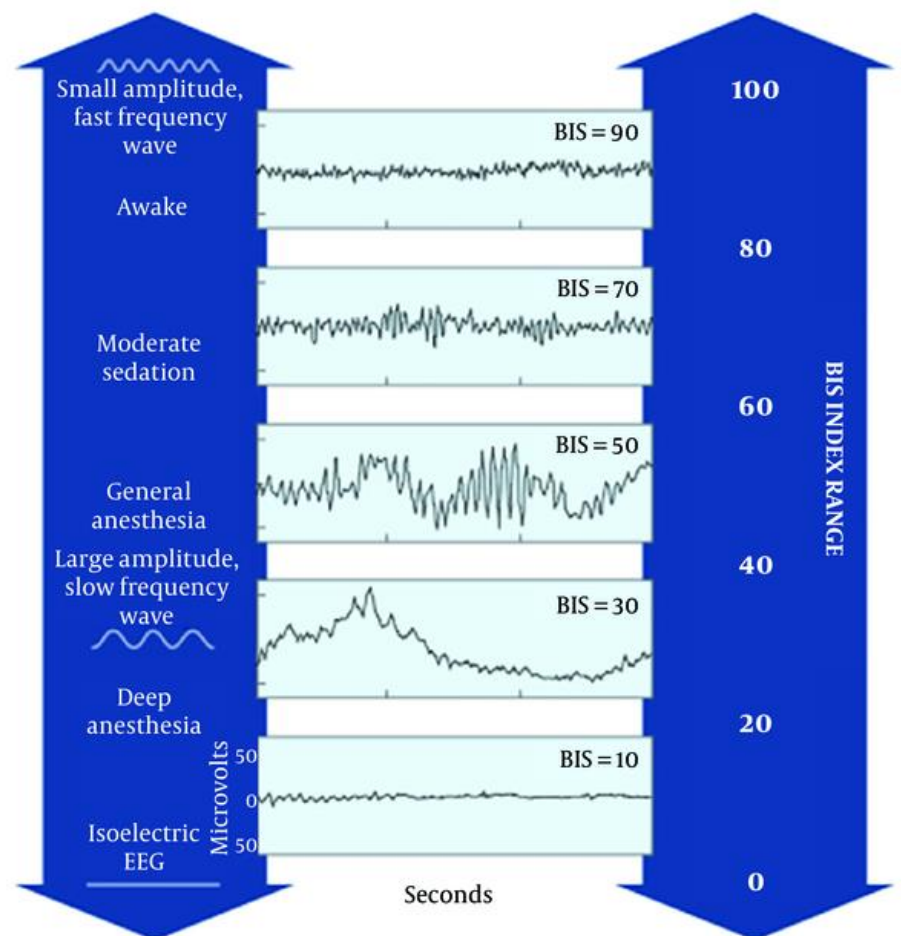 Small amplitude,
fast frequency
wave
Awake
Moderate
sedation
General
anesthesia
Large amplitude,
slow frequency
wave
Deep
anesthesia
Isoelectric
EEG
BIS = 90
BIS = 70
BIS = 50
BIS = 30
BIS = 10
Microvolts
50
0
50
Seconds
100
80
60
40
20
0
BIS INDEX RANGE